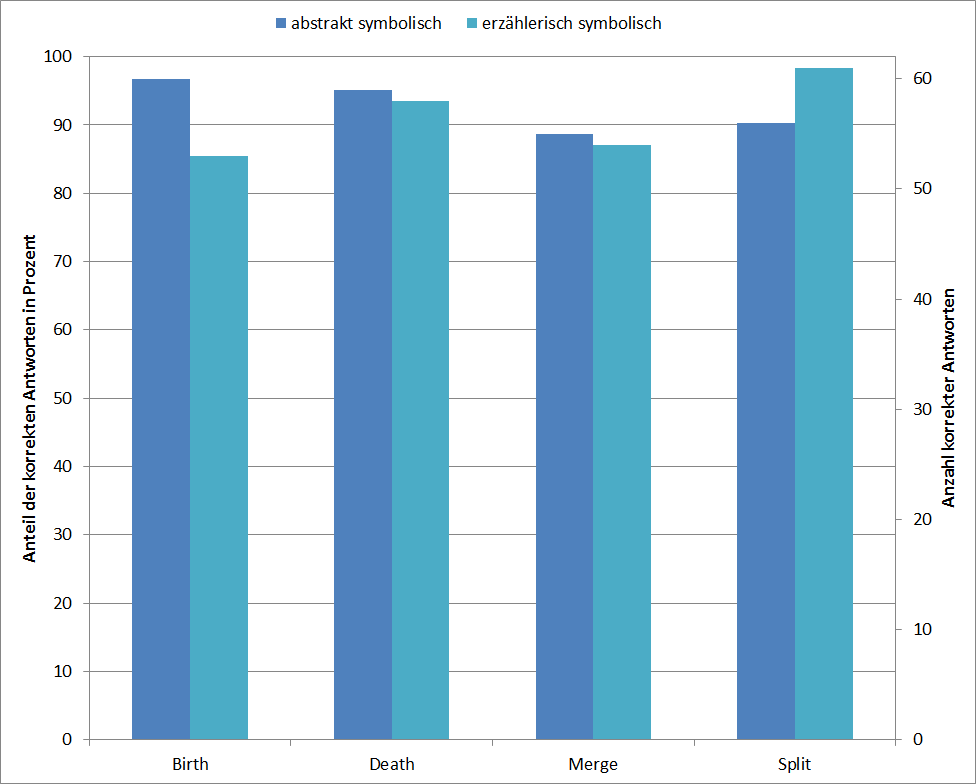 abstrakt symbolisch
erzählerisch symbolisch
Anteil der korrekten Antworten in Prozent
100
90
80
70
60
50
40
30
20
10
0
60
50
40
30
20
10
0
Anzahl korrekter Antworten
Birth
Death
Merge
Split